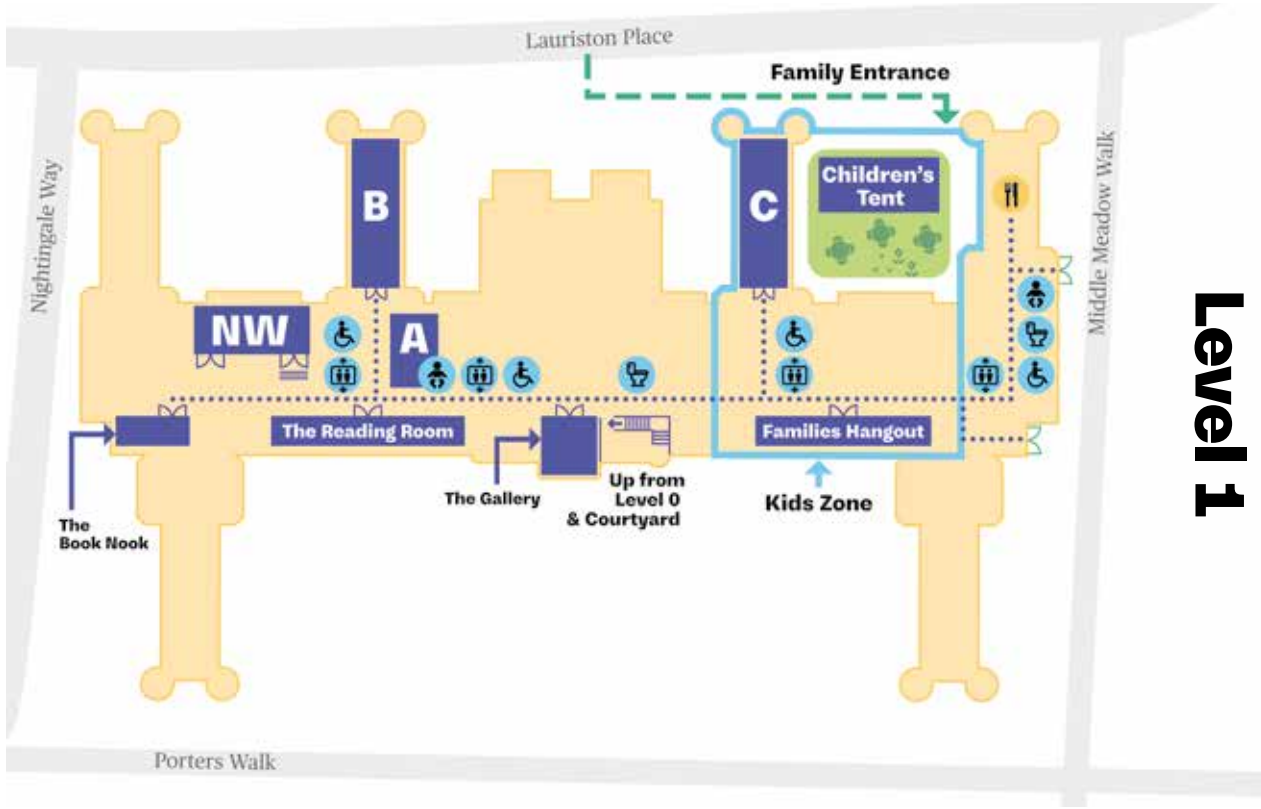 Lauriston Place
Family Entrance
Nightingale Way
Middle Meadow Walk
B
C
Children's
Tent
NW
A
Level 1
The Reading Room
Families Hangout
The Gallery
Up from
Level 0
& Courtyard
Kids Zone
The
Book Nook
Porters Walk